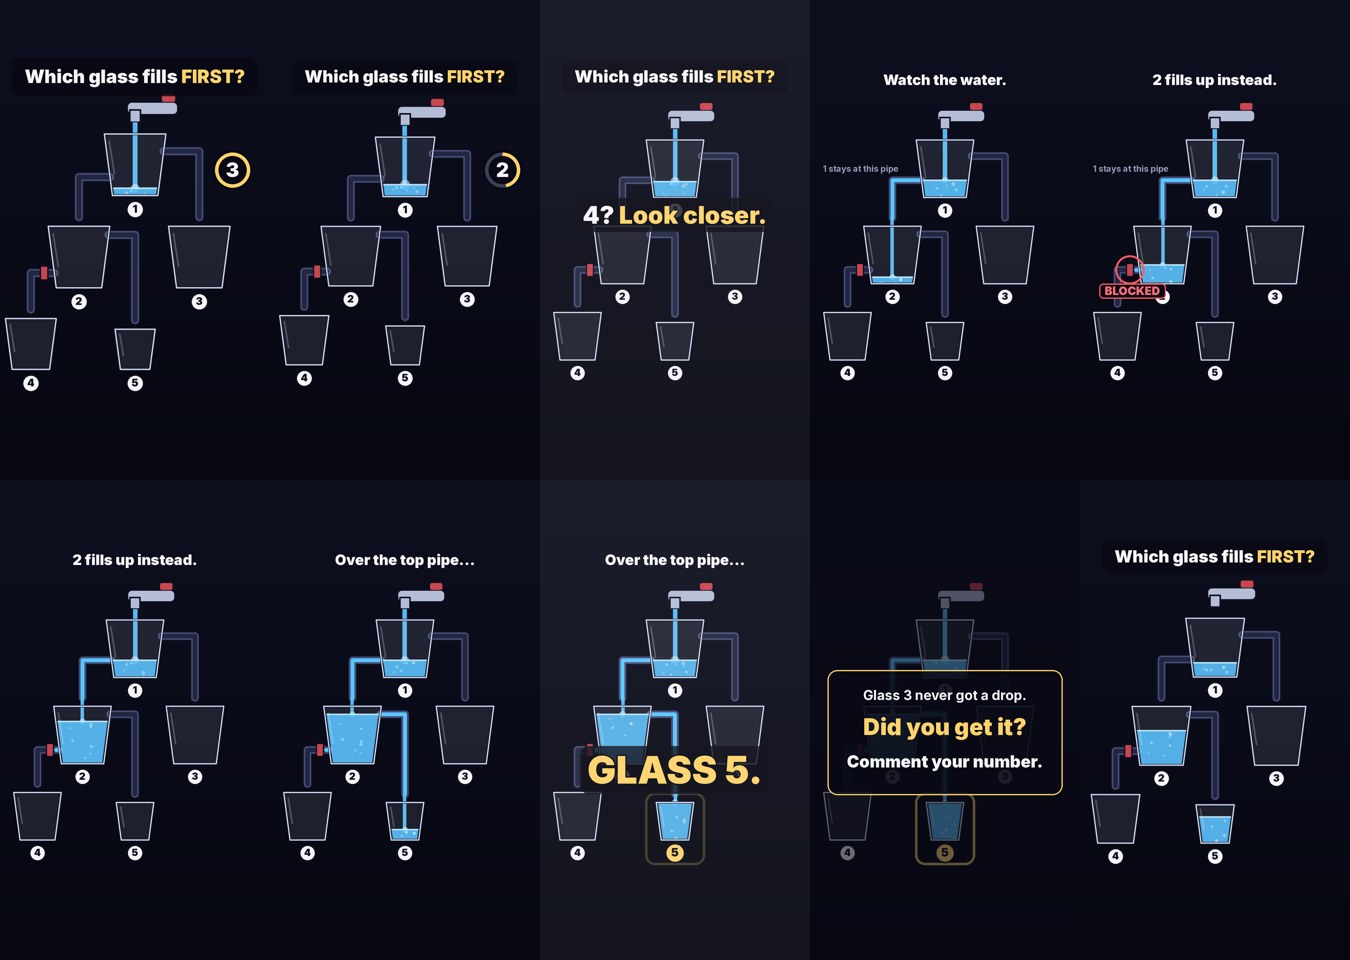 Which glass fills FIRST?
3
1
2
3
4
5
Which glass fills FIRST?
2
1
2
3
4
5
Which glass fills FIRST?
4? Look closer.
2
3
4
5
Watch the water.
1 stays at this pipe
1
2
3
4
5
2 fills up instead.
1 stays at this pipe
1
BLOCKED
3
4
5
2 fills up instead.
1
2
3
4
5
Over the top pipe...
1
2
3
4
5
Over the top pipe...
1
GLASS 5.
4
5
Glass 3 never got a drop.
Did you get it?
Comment your number.
4
5
Which glass fills FIRST?
1
2
3
4
5